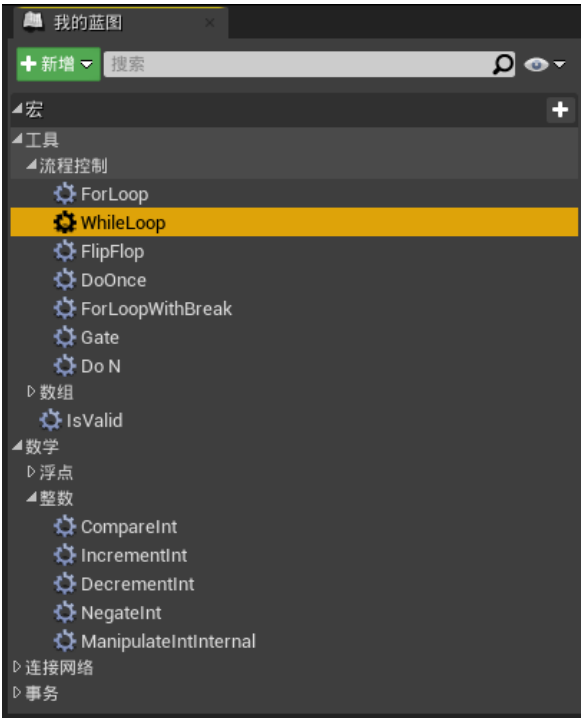 我的蓝图
新增 搜索
宏
工具
流程控制
ForLoop
WhileLoop
FlipFlop
DoOnce
ForLoopWithBreak
Gate
Do N
数组
IsValid
数学
浮点
整数
CompareInt
IncrementInt
DecrementInt
NegateInt
ManipulateIntInternal
连接网络
事务